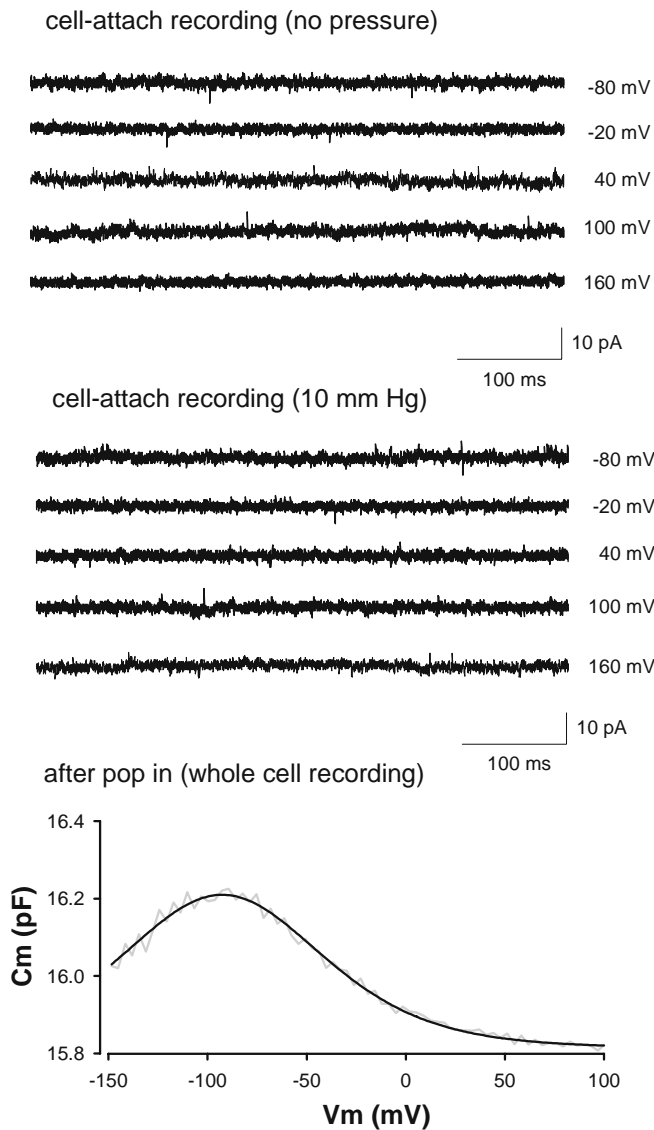 cell-attach recording (no pressure)
-80 mV
-20 mV
40 mV
100 mV
160 mV
10 pA
100 ms
cell-attach recording (10 mm Hg)
-80 mV
-20 mV
40 mV
100 mV
160 mV
10 pA
100 ms
after pop in (whole cell recording)
16.4
16.2
16.0
15.8
Cm (pF)
-150 -100 -50 0 50 100
Vm (mV)